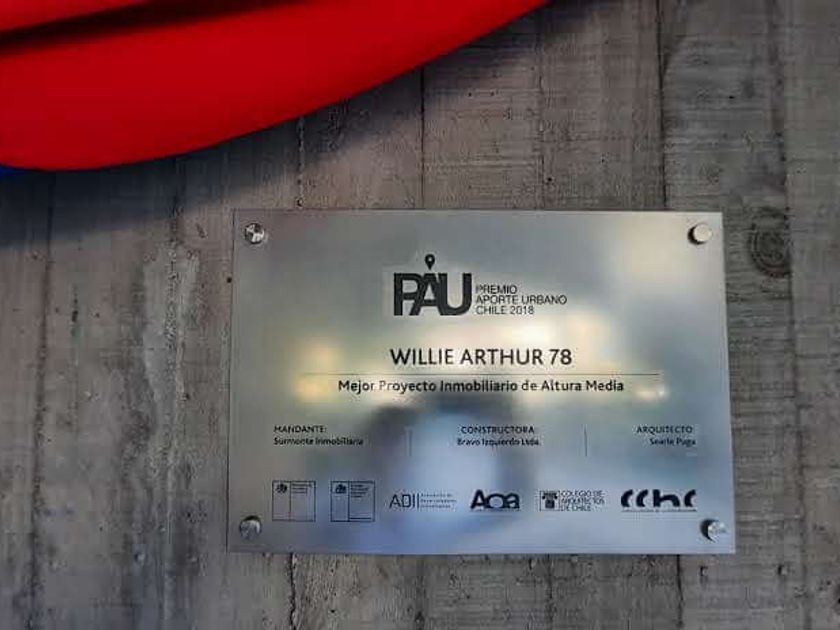 PAU
PREMIO
APORTE URBANO
CHILE 2018
WILLIE ARTHUR 78
Mejor Proyecto Inmobiliario de Altura Media
MANDANTE:
Surmonte Inmobiliaria
CONSTRUCTORA:
Bravo Izquierdo Ltda.
ARQUITECTO:
Searle Puga
ADI
Aoa
COLEGIO DE
ARQUITECTOS
DE CHILE
cchc